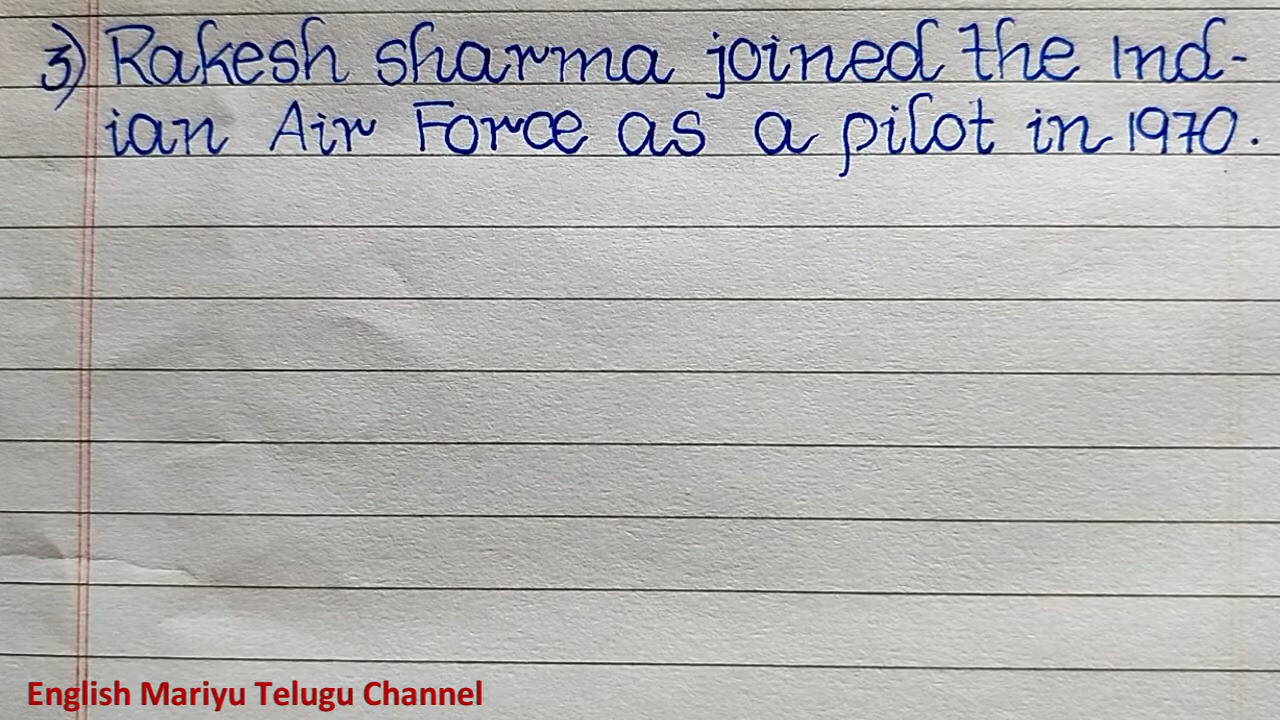 3) Rakesh sharma joined the Ind-
ian Air Force as a pilot in 1970.
English Mariyu Telugu Channel